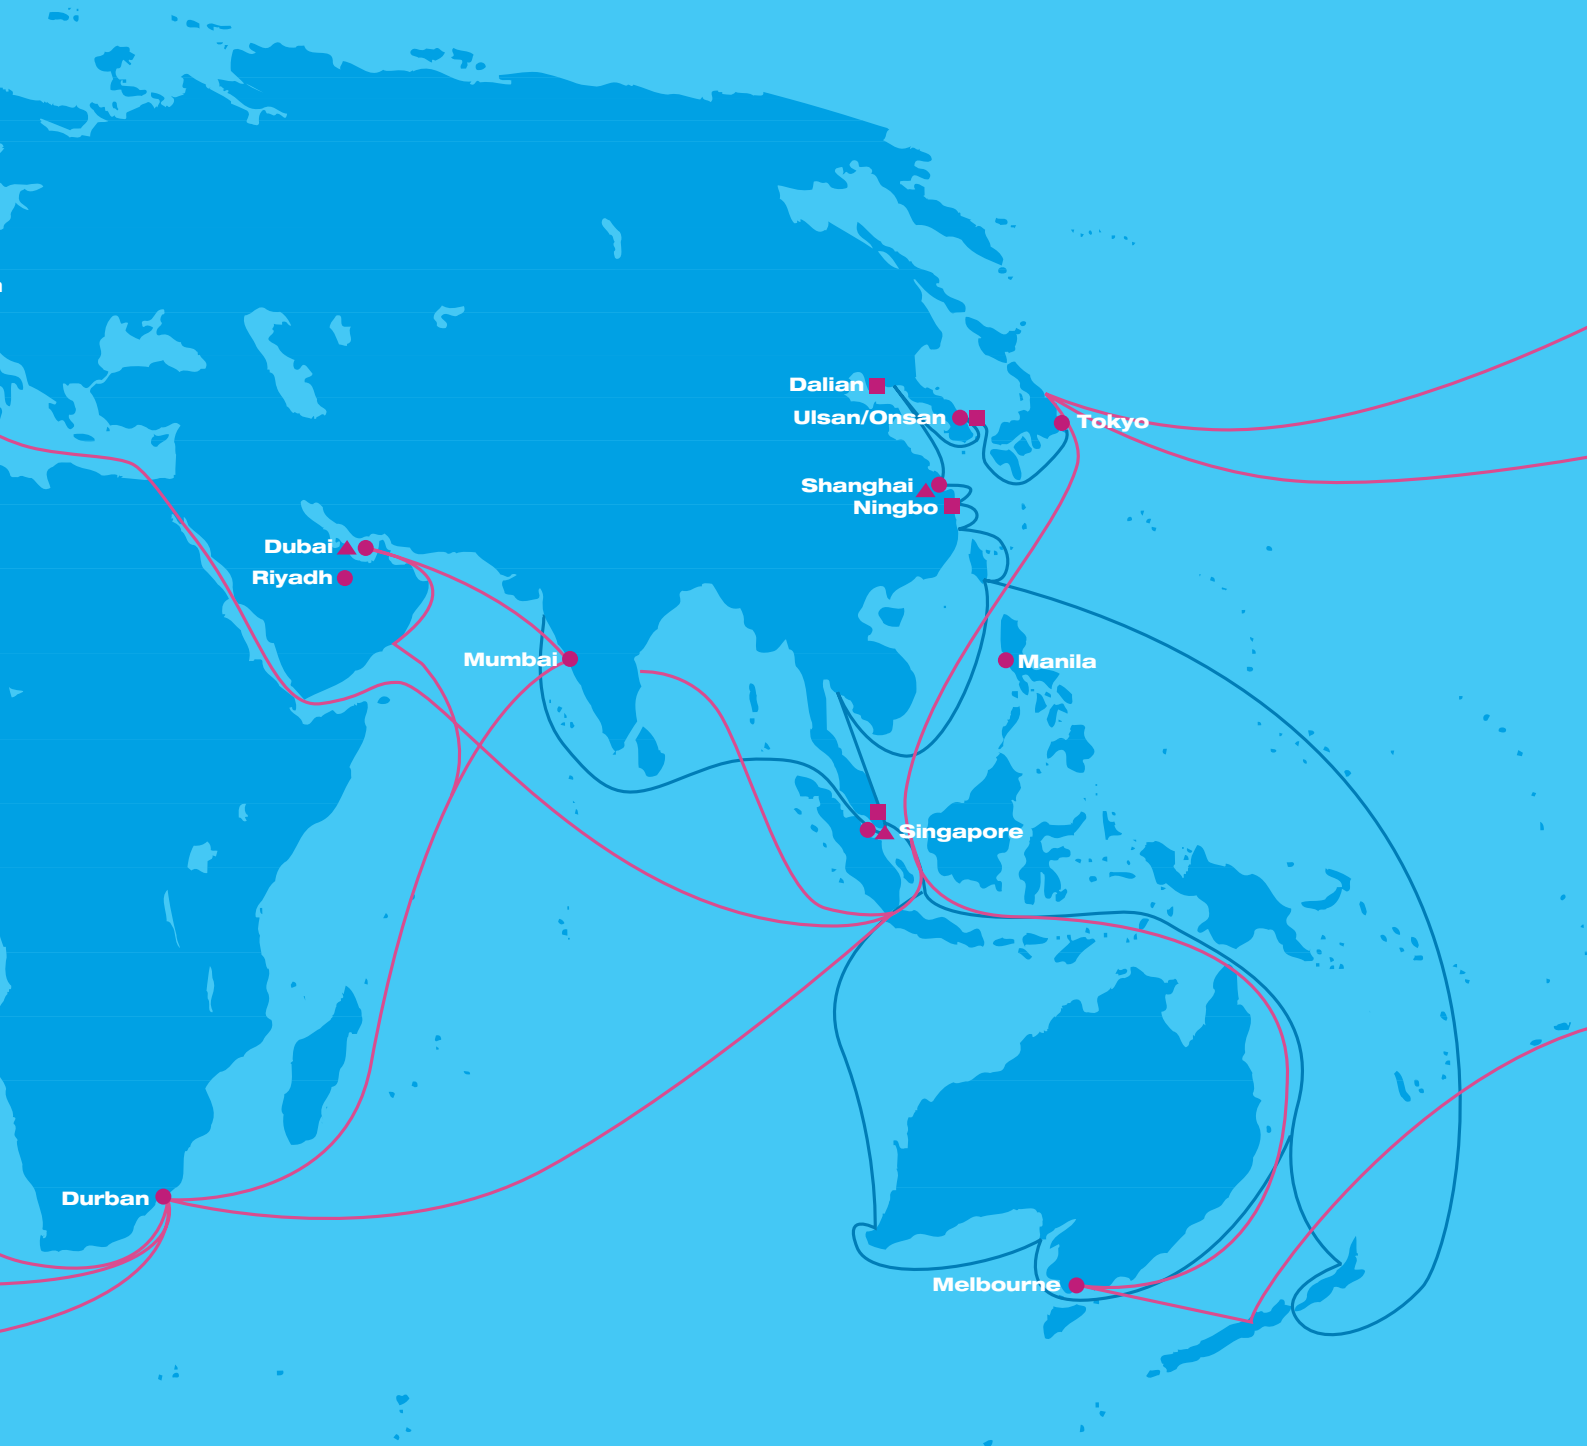 Dalian
Ulsan/Onsan
Tokyo
Shanghai
Ningbo
Dubai
Riyadh
Mumbai
Manila
Singapore
Durban
Melbourne